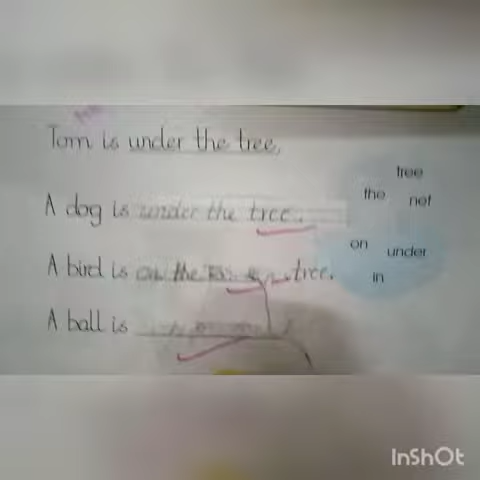 Tom is under the tree.
A dog is under the tree.
A bird is on the tree.
A ball is
tree
the not
on under
in
InShOt